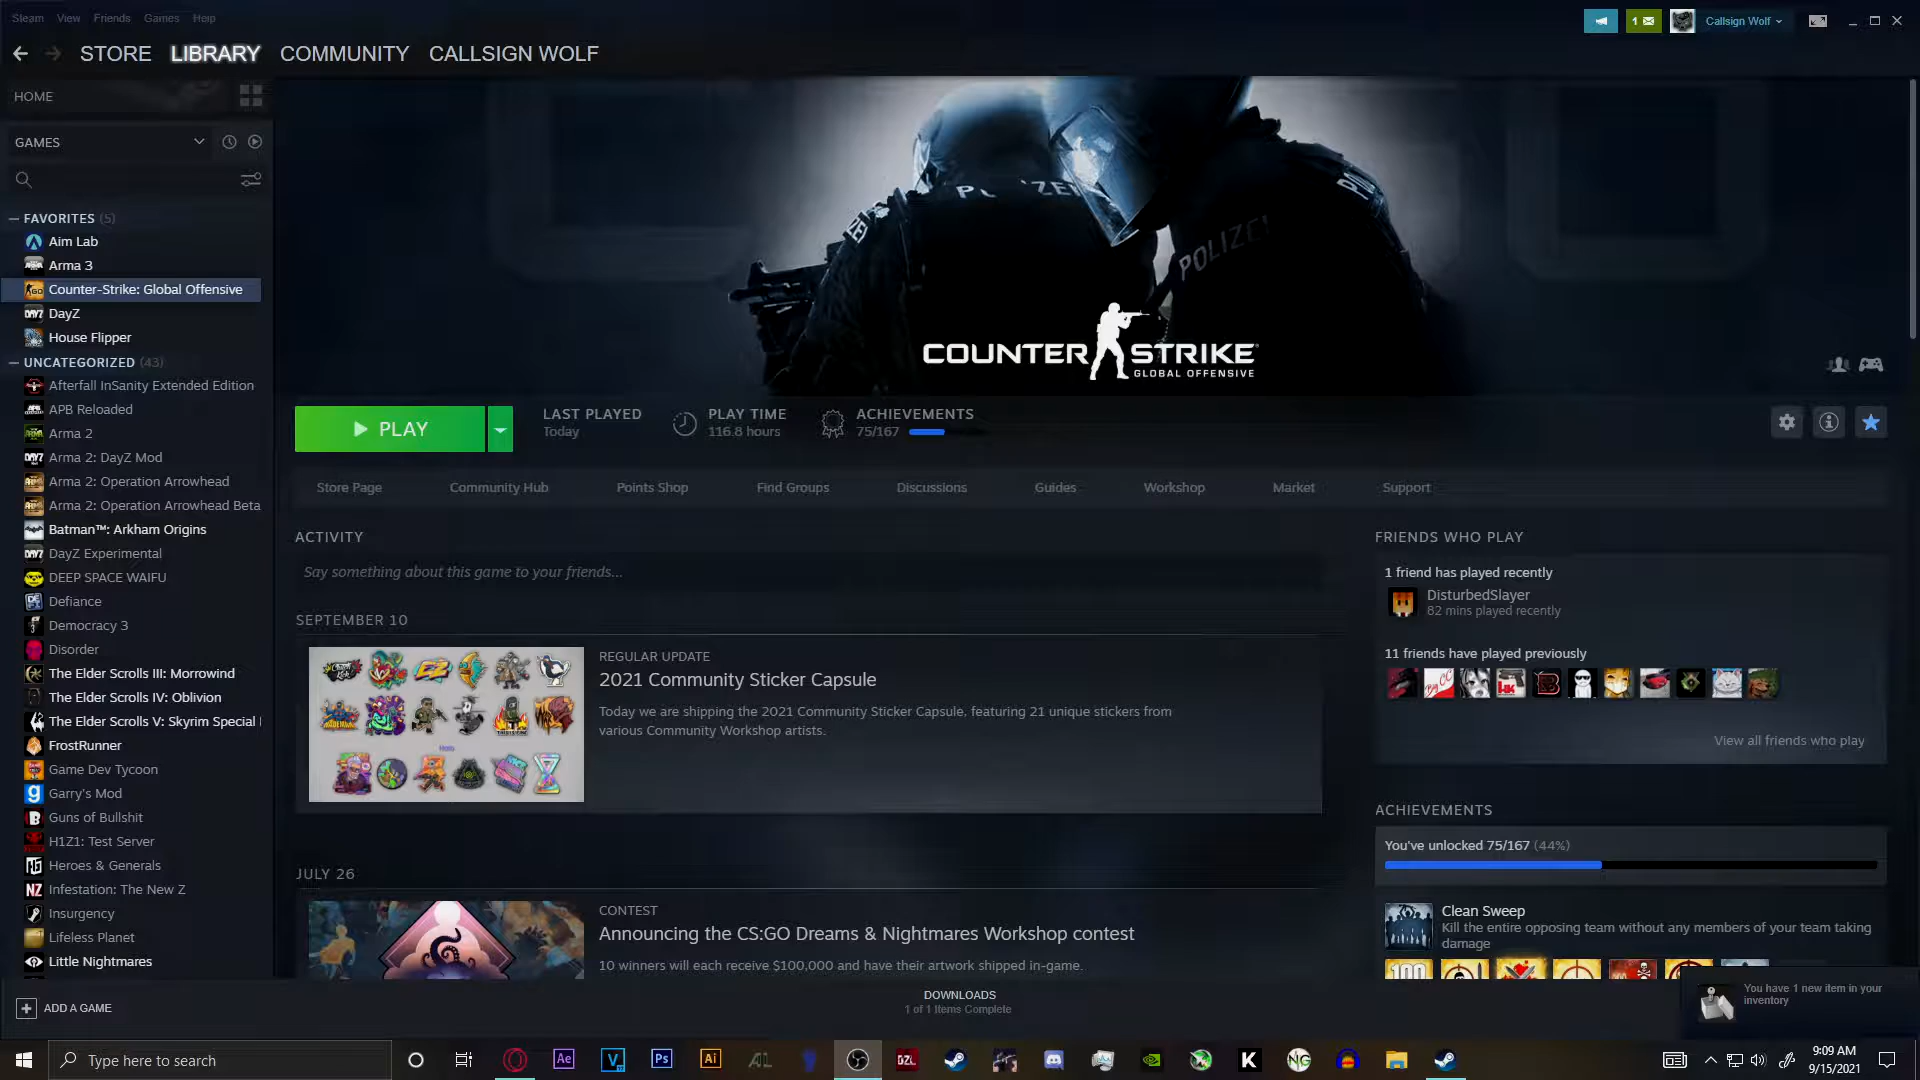 Steam View Friends Games Help
1
Callsign Wolf
STORE LIBRARY COMMUNITY CALLSIGN WOLF
HOME
GAMES
FAVORITES (5)
Aim Lab
Arma 3
Counter-Strike: Global Offensive
DayZ
House Flipper
UNCATEGORIZED (43)
Afterfall InSanity Extended Edition
APB Reloaded
Arma 2
Arma 2: DayZ Mod
Arma 2: Operation Arrowhead
Arma 2: Operation Arrowhead Beta
Batman™: Arkham Origins
DayZ Experimental
DEEP SPACE WAIFU
Defiance
Democracy 3
Disorder
The Elder Scrolls III: Morrowind
The Elder Scrolls IV: Oblivion
The Elder Scrolls V: Skyrim Special
FrostRunner
Game Dev Tycoon
Garry's Mod
Guns of Bullshit
H1Z1: Test Server
Heroes & Generals
Infestation: The New Z
Insurgency
Lifeless Planet
Little Nightmares
ADD A GAME
POLIZEI
COUNTER STRIKE
GLOBAL OFFENSIVE
PLAY
LAST PLAYED
Today
PLAY TIME
116.8 hours
ACHIEVEMENTS
75/167
Store Page Community Hub Points Shop Find Groups Discussions Guides Workshop Market Support
ACTIVITY
Say something about this game to your friends...
SEPTEMBER 10
REGULAR UPDATE
2021 Community Sticker Capsule
Today we are shipping the 2021 Community Sticker Capsule, featuring 21 unique stickers from
various Community Workshop artists.
JULY 26
CONTEST
Announcing the CS:GO Dreams & Nightmares Workshop contest
10 winners will each receive $100,000 and have their artwork shipped in-game.
FRIENDS WHO PLAY
1 friend has played recently
DisturbedSlayer
82 mins played recently
11 friends have played previously
View all friends who play
ACHIEVEMENTS
You've unlocked 75/167 (44%)
Clean Sweep
Kill the entire opposing team without any members of your team taking
damage
100
DOWNLOADS
1 of 1 Items Complete
You have 1 new item in your
inventory
Type here to search
Ae
V
Ps
Ai
AL
DZL
K
NG
9:09 AM
9/15/2021